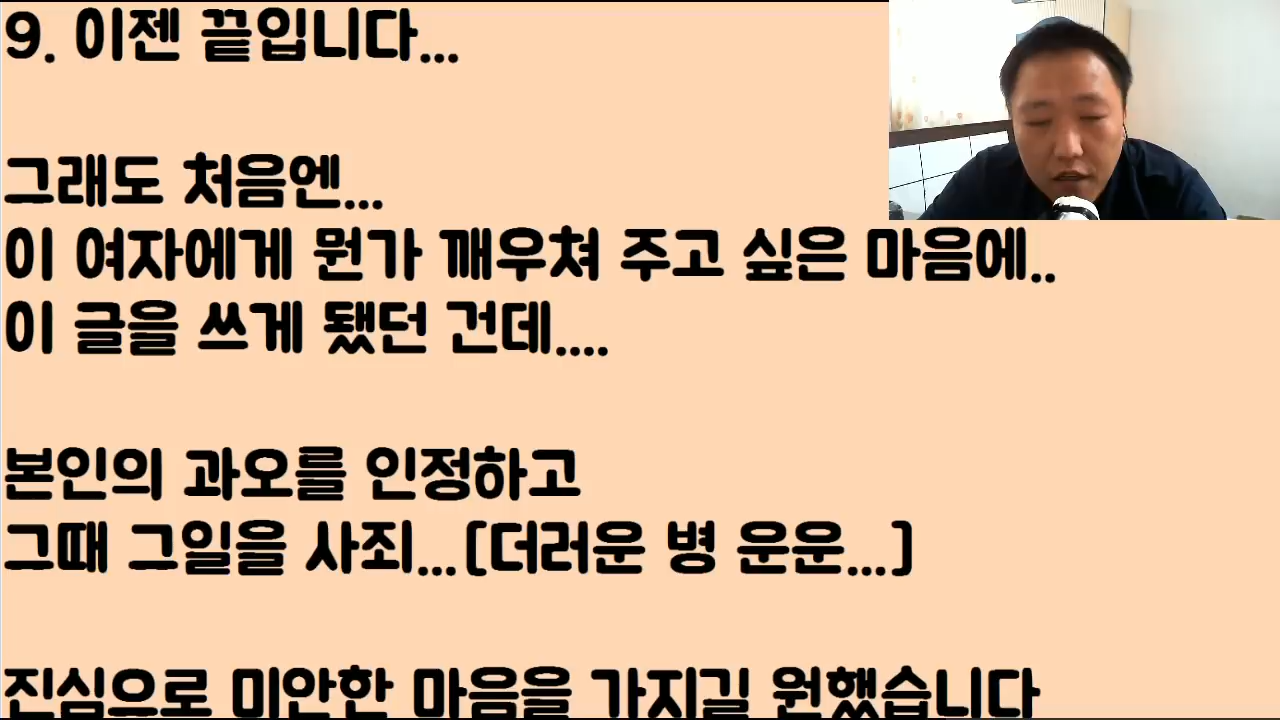 9. 이젠 끝입니다...
그래도 처음엔...
이 여자에게 뭔가 깨우쳐 주고 싶은 마음에..
이 글을 쓰게 됐던 건데....
본인의 과오를 인정하고
그때 그일을 사죄...[더러운 병 운운...]
진심으로 미안한 마음을 가지길 원했습니다